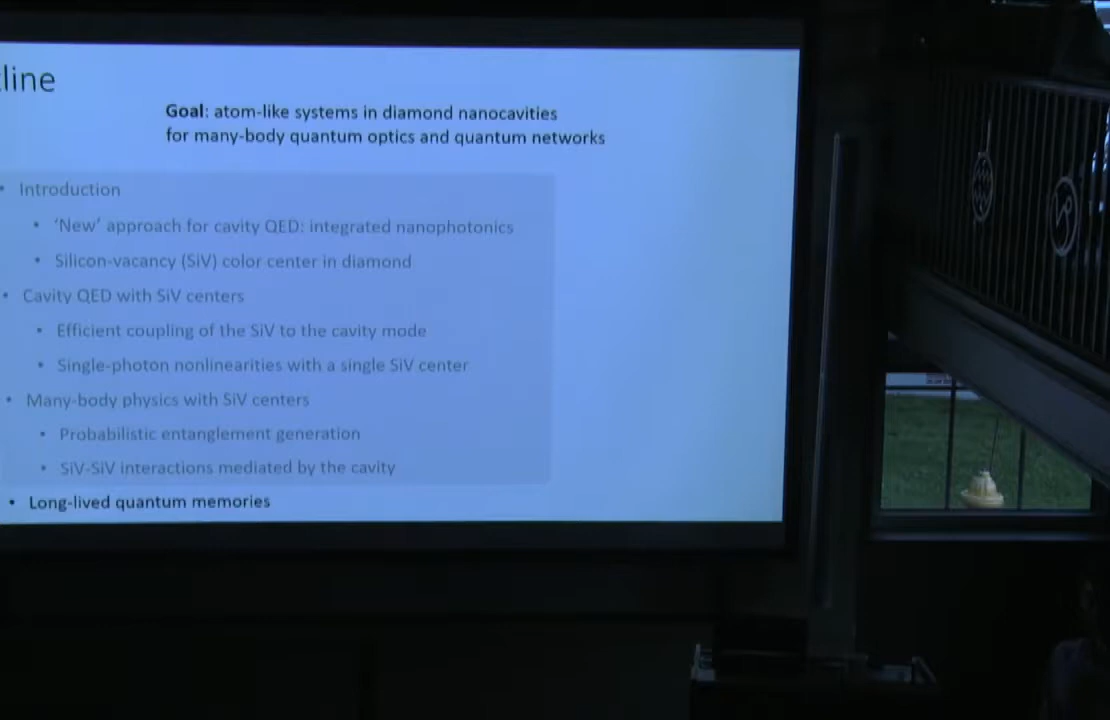 line
Goal: atom-like systems in diamond nanocavities
for many-body quantum optics and quantum networks
• Introduction
• ‘New’ approach for cavity QED: integrated nanophotonics
• Silicon-vacancy (SiV) color center in diamond
• Cavity QED with SiV centers
• Efficient coupling of the SiV to the cavity mode
• Single-photon nonlinearities with a single SiV center
• Many-body physics with SiV centers
• Probabilistic entanglement generation
• SiV-SiV interactions mediated by the cavity
• Long-lived quantum memories